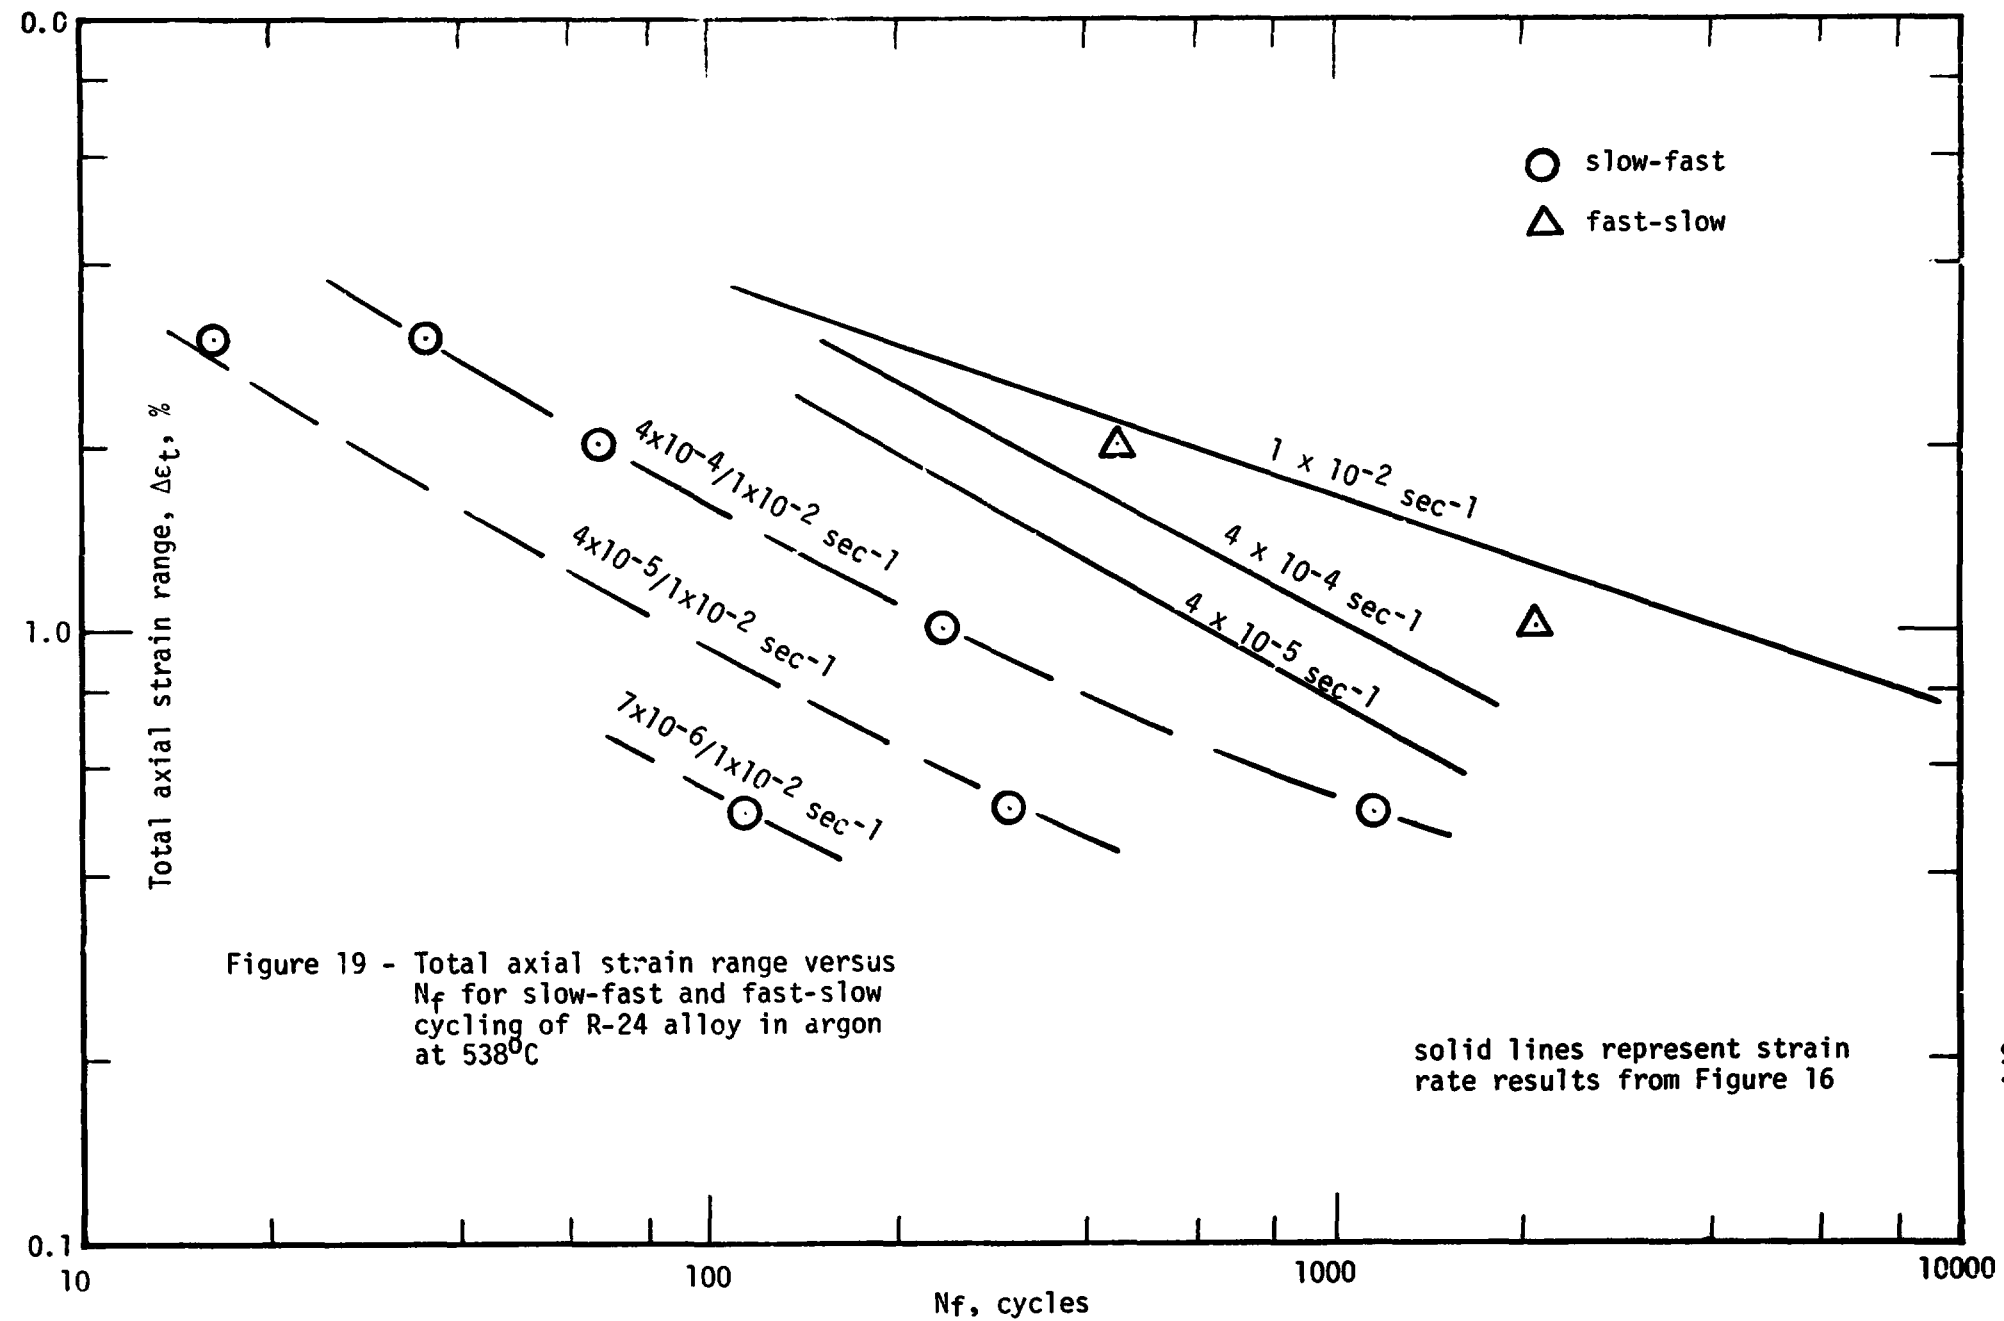 0.0
slow-fast
fast-slow
Total axial strain range, Δεt, %
4x10-4/1x10-2 sec-1
1 x 10-2 sec-1
4x10-5/1x10-2 sec-1
4 x 10-4 sec-1
4 x 10-5 sec-1
1.0
7x10-6/1x10-2 sec-1
Figure 19 - Total axial strain range versus
Nf for slow-fast and fast-slow
cycling of R-24 alloy in argon
at 538⁰C
solid lines represent strain
rate results from Figure 16
0.1
10
100
1000
10000
Nf, cycles